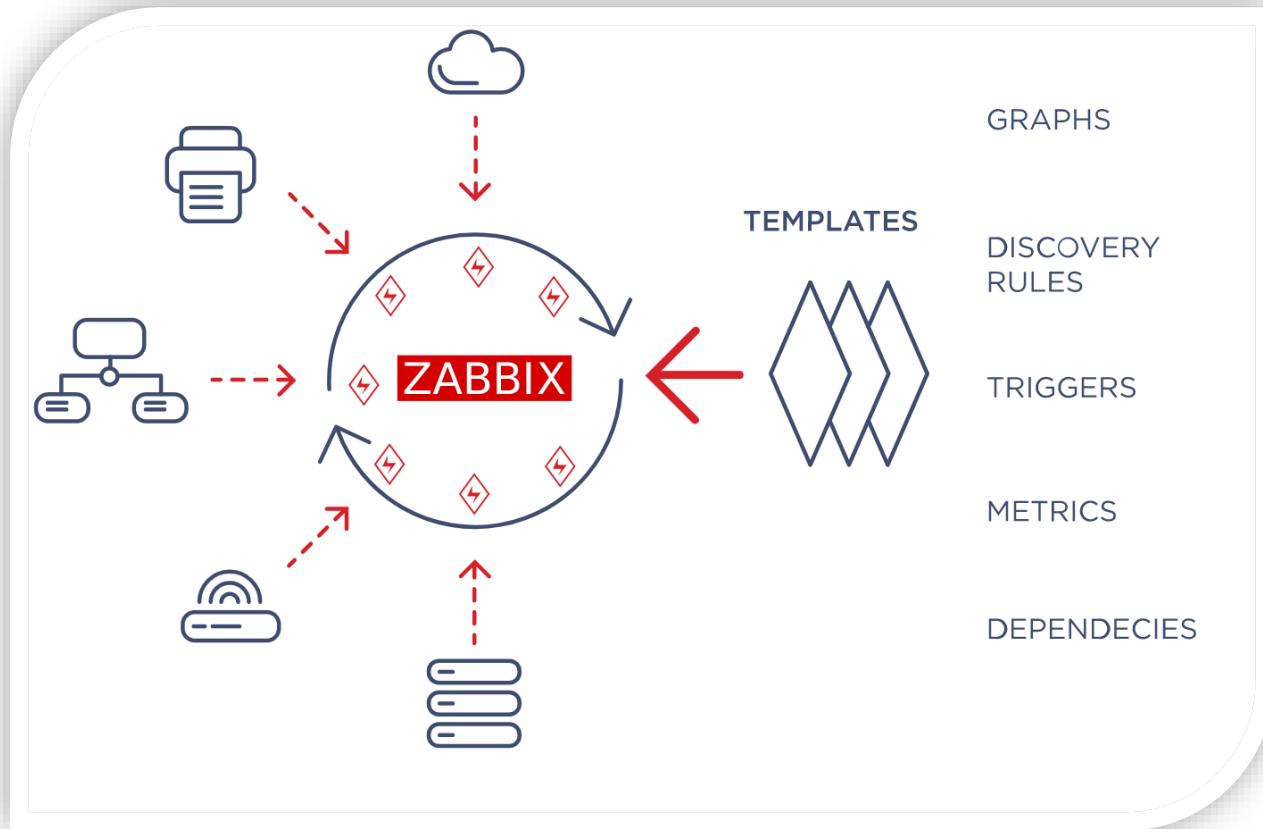 GRAPHS
TEMPLATES
DISCOVERY
RULES
ZABBIX
TRIGGERS
METRICS
DEPENDECIES